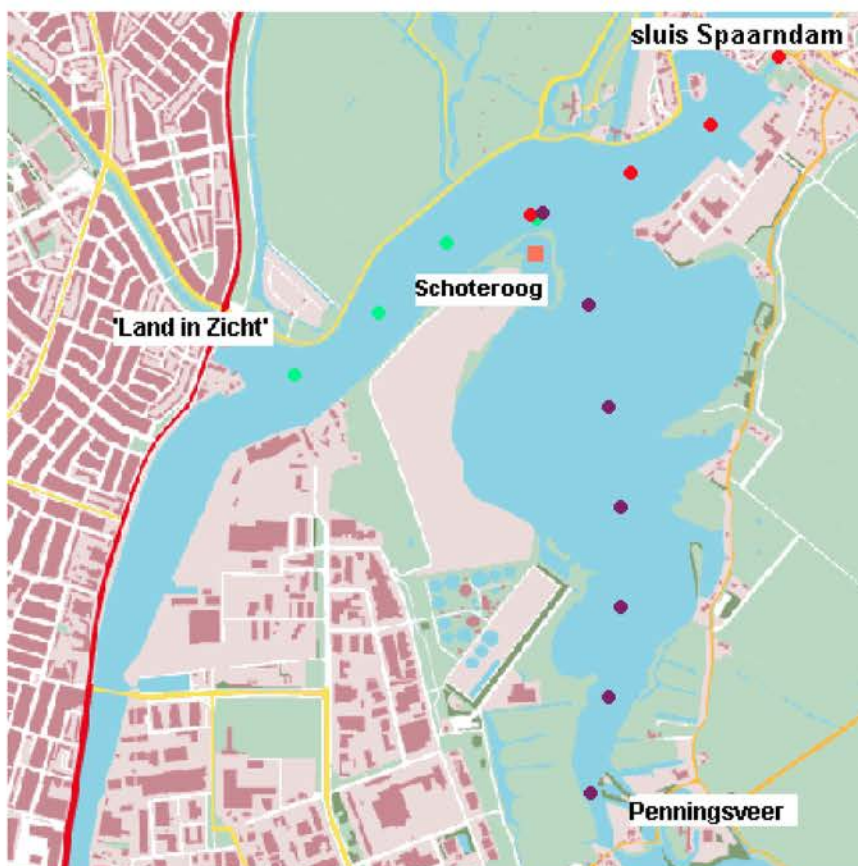 sluis Spaarndam
Schoteroog
'Land in Zicht'
Penningsveer